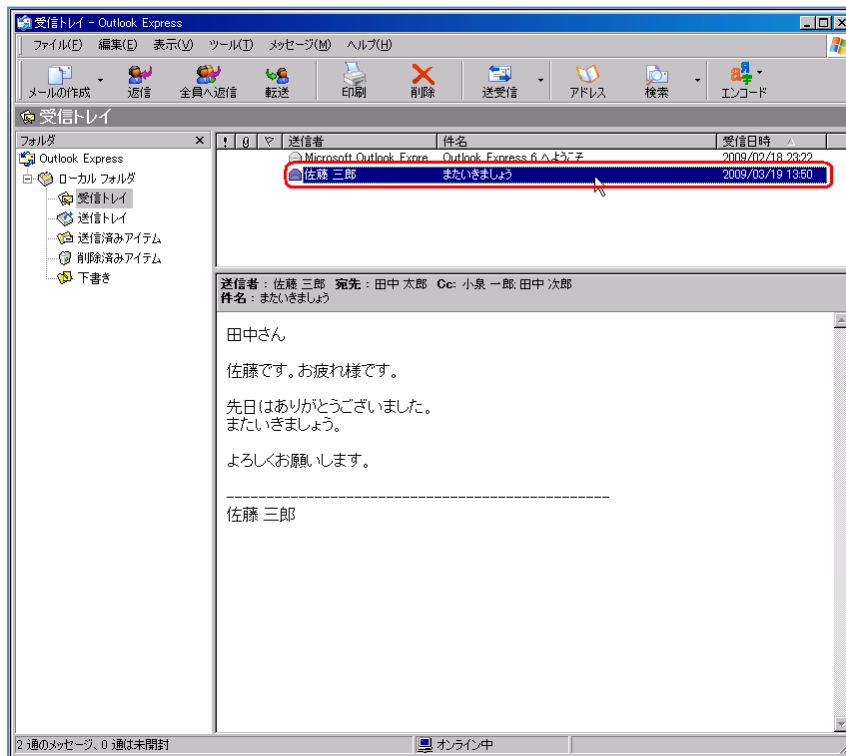 受信トレイ - Outlook Express
ファイル(F) 編集(E) 表示(V) ツール(T) メッセージ(M) ヘルプ(H)
メールの作成 返信 全員へ返信 転送 印刷 削除 送受信 アドレス 検索 エンコード
受信トレイ
フォルダ
Outlook Express
ローカル フォルダ
受信トレイ
送信トレイ
送信済みアイテム
削除済みアイテム
下書き
送信者 件名 受信日時
Microsoft Outlook Expre... Outlook Express 6 へようこそ 2009/02/18 23:22
佐藤 三郎 またいきましょう 2009/03/19 13:50
送信者 : 佐藤 三郎 宛先 : 田中 太郎 Cc: 小泉 一郎; 田中 次郎
件名 : またいきましょう
田中さん
佐藤です。お疲れ様です。
先日はありがとうございました。
またいきましょう。
よろしくお願いします。
------------------------------------------------
佐藤 三郎
2 通のメッセージ、0 通は未開封 オンライン中